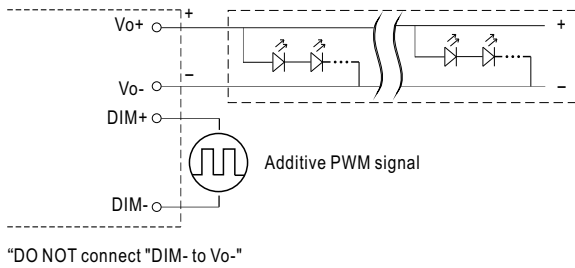 Vo+
+
+
Vo-
–
–
DIM+
Additive PWM signal
DIM-
“DO NOT connect "DIM- to Vo-"